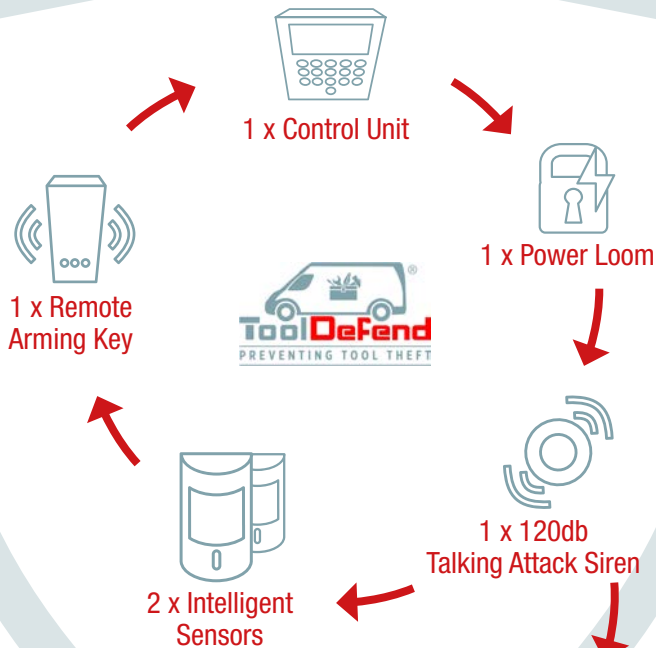 1 x Control Unit
1 x Power Loom
1 x Remote
Arming Key
®
ToolDefend
PREVENTING TOOL THEFT
1 x 120db
Talking Attack Siren
2 x Intelligent
Sensors